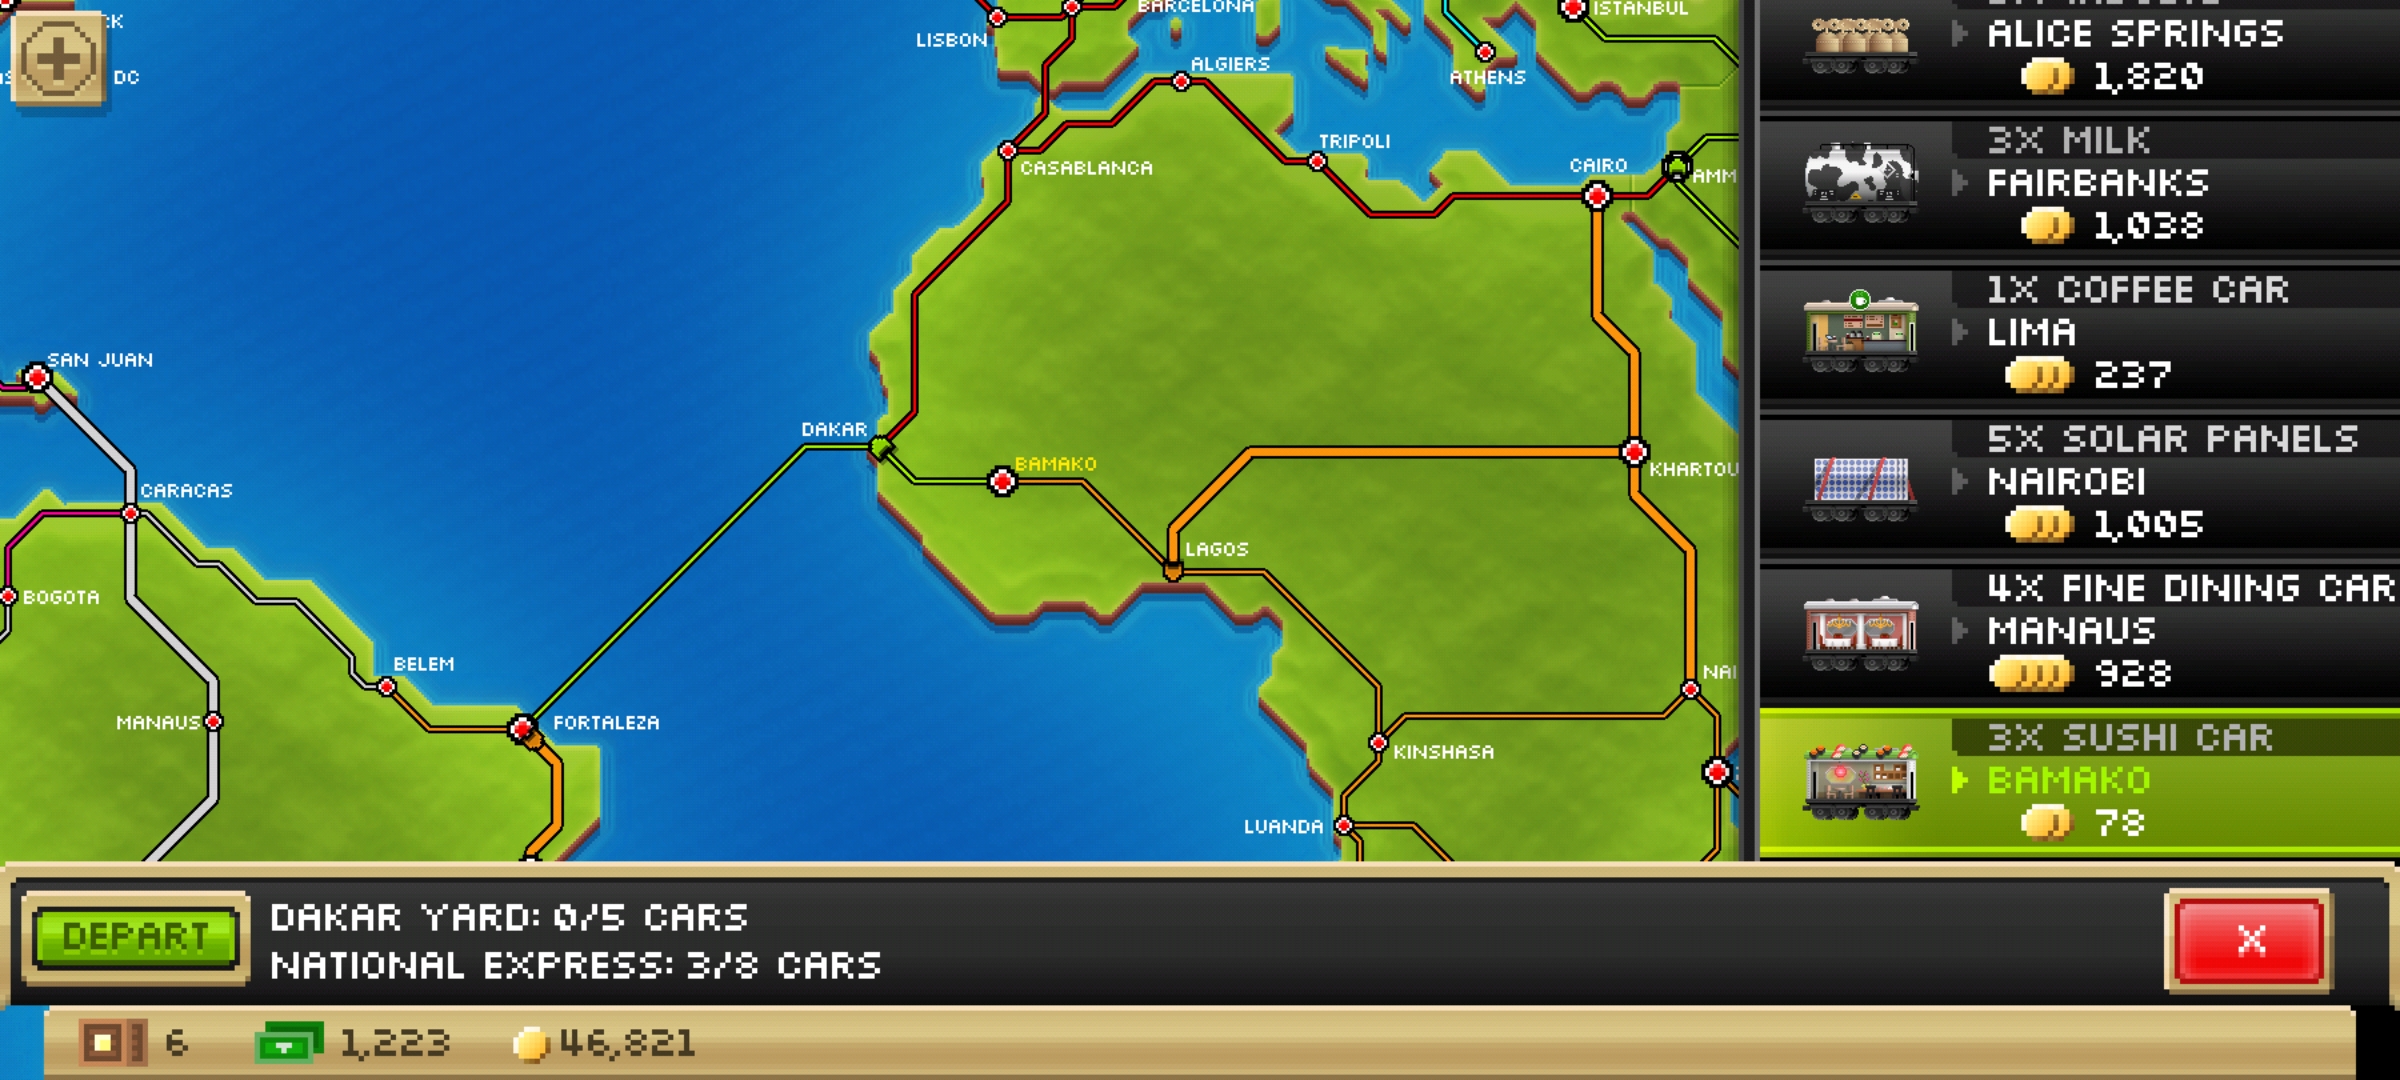 CK
DC
LISBON
BARCELONA
ISTANBUL
ALGIERS
ATHENS
TRIPOLI
CASABLANCA
CAIRO
AMM
SAN JUAN
DAKAR
BAMAKO
KHARTOU
CARACAS
LAGOS
BOGOTA
BELEM
NAI
MANAUS
FORTALEZA
KINSHASA
LUANDA
ALICE SPRINGS
1,820
3X MILK
FAIRBANKS
1,038
1X COFFEE CAR
LIMA
237
5X SOLAR PANELS
NAIROBI
1,005
4X FINE DINING CAR
MANAUS
928
3X SUSHI CAR
BAMAKO
78
DEPART
DAKAR YARD: 0/5 CARS
NATIONAL EXPRESS: 3/8 CARS
X
6
1,223
46,821